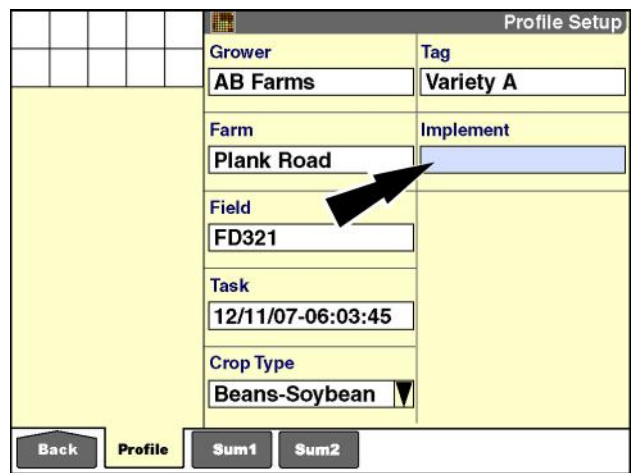 Profile Setup
Grower
AB Farms
Tag
Variety A
Farm
Plank Road
Implement
Field
FD321
Task
12/11/07-06:03:45
Crop Type
Beans-Soybean
Back
Profile
Sum1
Sum2